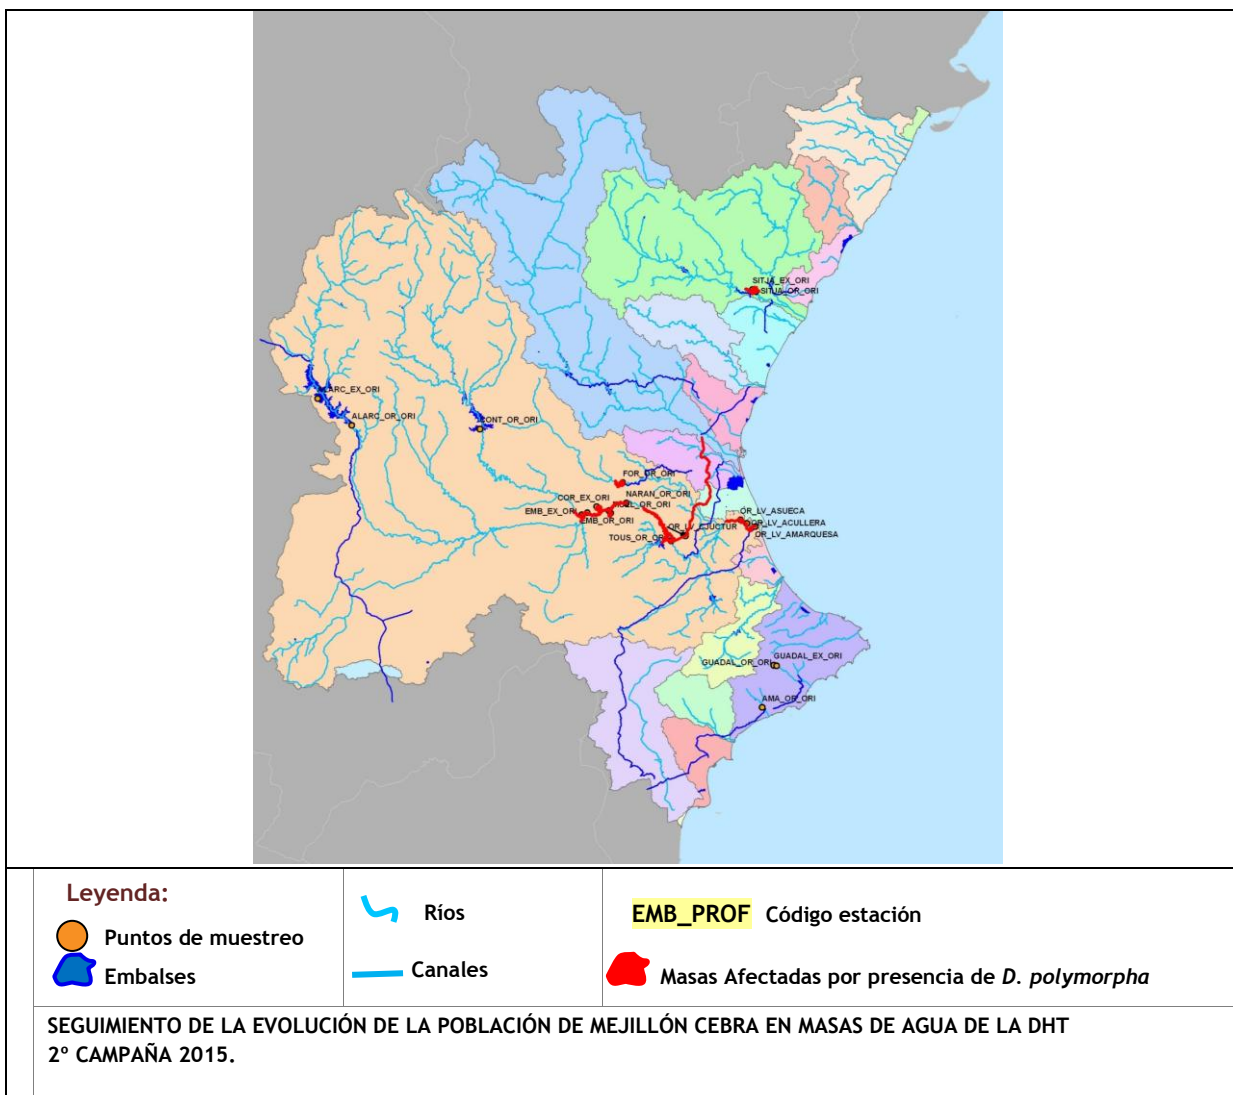 SITJA_EX_ORI
SITJA_OR_ORI
ALARC_EX_ORI
ALARC_OR_ORI
CONT_OR_ORI
FOR_OR_ORI
COR_EX_ORI
NARAN_OR_ORI
EMB_EX_ORI
EMB_OR_ORI
TOUS_OR_ORI
OR_LV_ASUECA
OR_LV_ACULLERA
OR_LV_AMARQUESA
GUADAL_OR_ORI
GUADAL_EX_ORI
AMA_OR_ORI
Leyenda:
Puntos de muestreo
Embalses
Ríos
Canales
EMB_PROF Código estación
Masas Afectadas por presencia de D. polymorpha
SEGUIMIENTO DE LA EVOLUCIÓN DE LA POBLACIÓN DE MEJILLÓN CEBRA EN MASAS DE AGUA DE LA DHT
2º CAMPAÑA 2015.